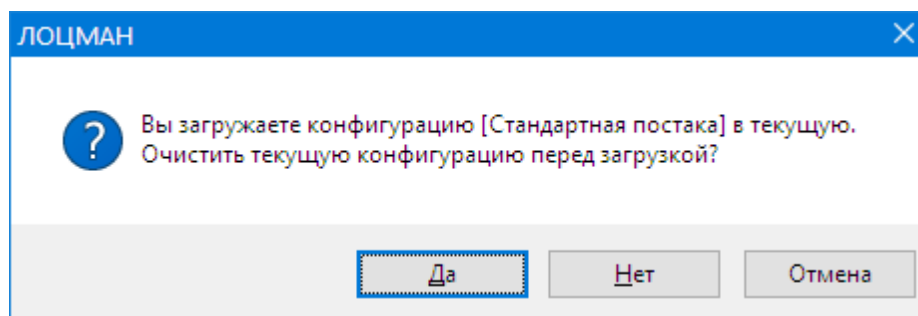 ЛОЦМАН
Вы загружаете конфигурацию [Стандартная постака] в текущую.
Очистить текущую конфигурацию перед загрузкой?
Да
Нет
Отмена